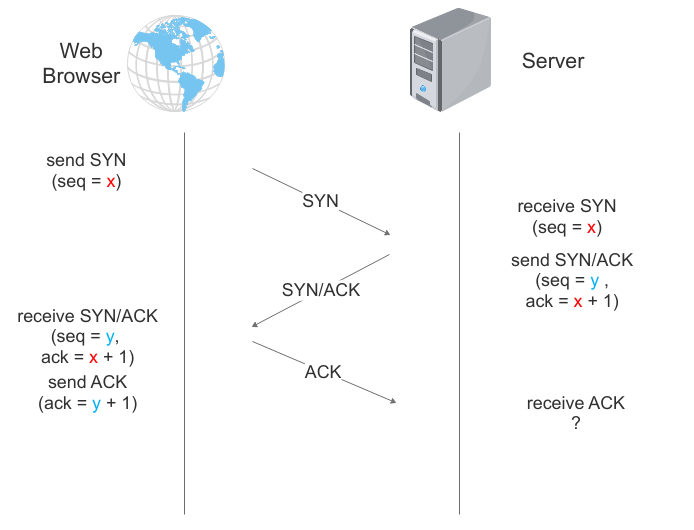 Web
Browser
Server
send SYN
(seq = x)
SYN
receive SYN
(seq = x)
send SYN/ACK
(seq = y ,
ack = x + 1)
SYN/ACK
receive SYN/ACK
(seq = y,
ack = x + 1)
send ACK
(ack = y + 1)
ACK
receive ACK
?